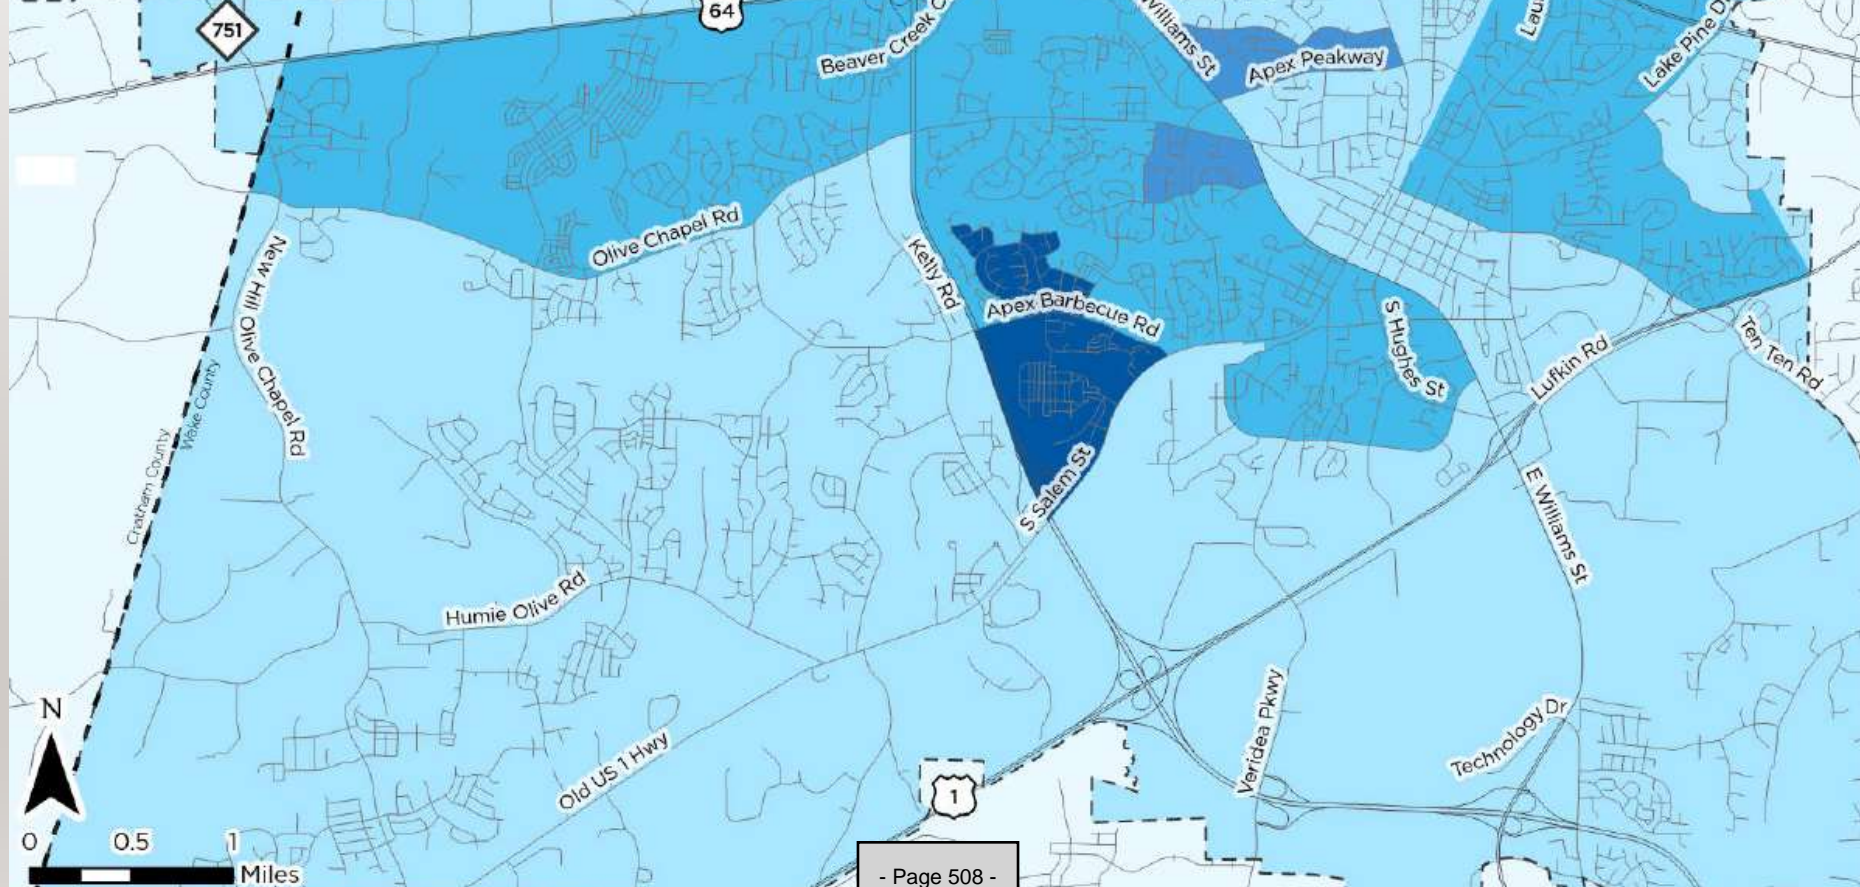 64
751
Beaver Creek C
Williams St
Apex Peakway
Lau
Lake Pine D
Olive Chapel Rd
New Hill Olive Chapel Rd
Kelly Rd
Apex Barbecue Rd
S Hughes St
Lufkin Rd
Ten Ten Rd
Chatham County
Wake County
S Salem St
E Williams St
Humie Olive Rd
Veridea Pkwy
Technology Dr
Old US 1 Hwy
1
N
0 0.5 1
Miles
- Page 508 -